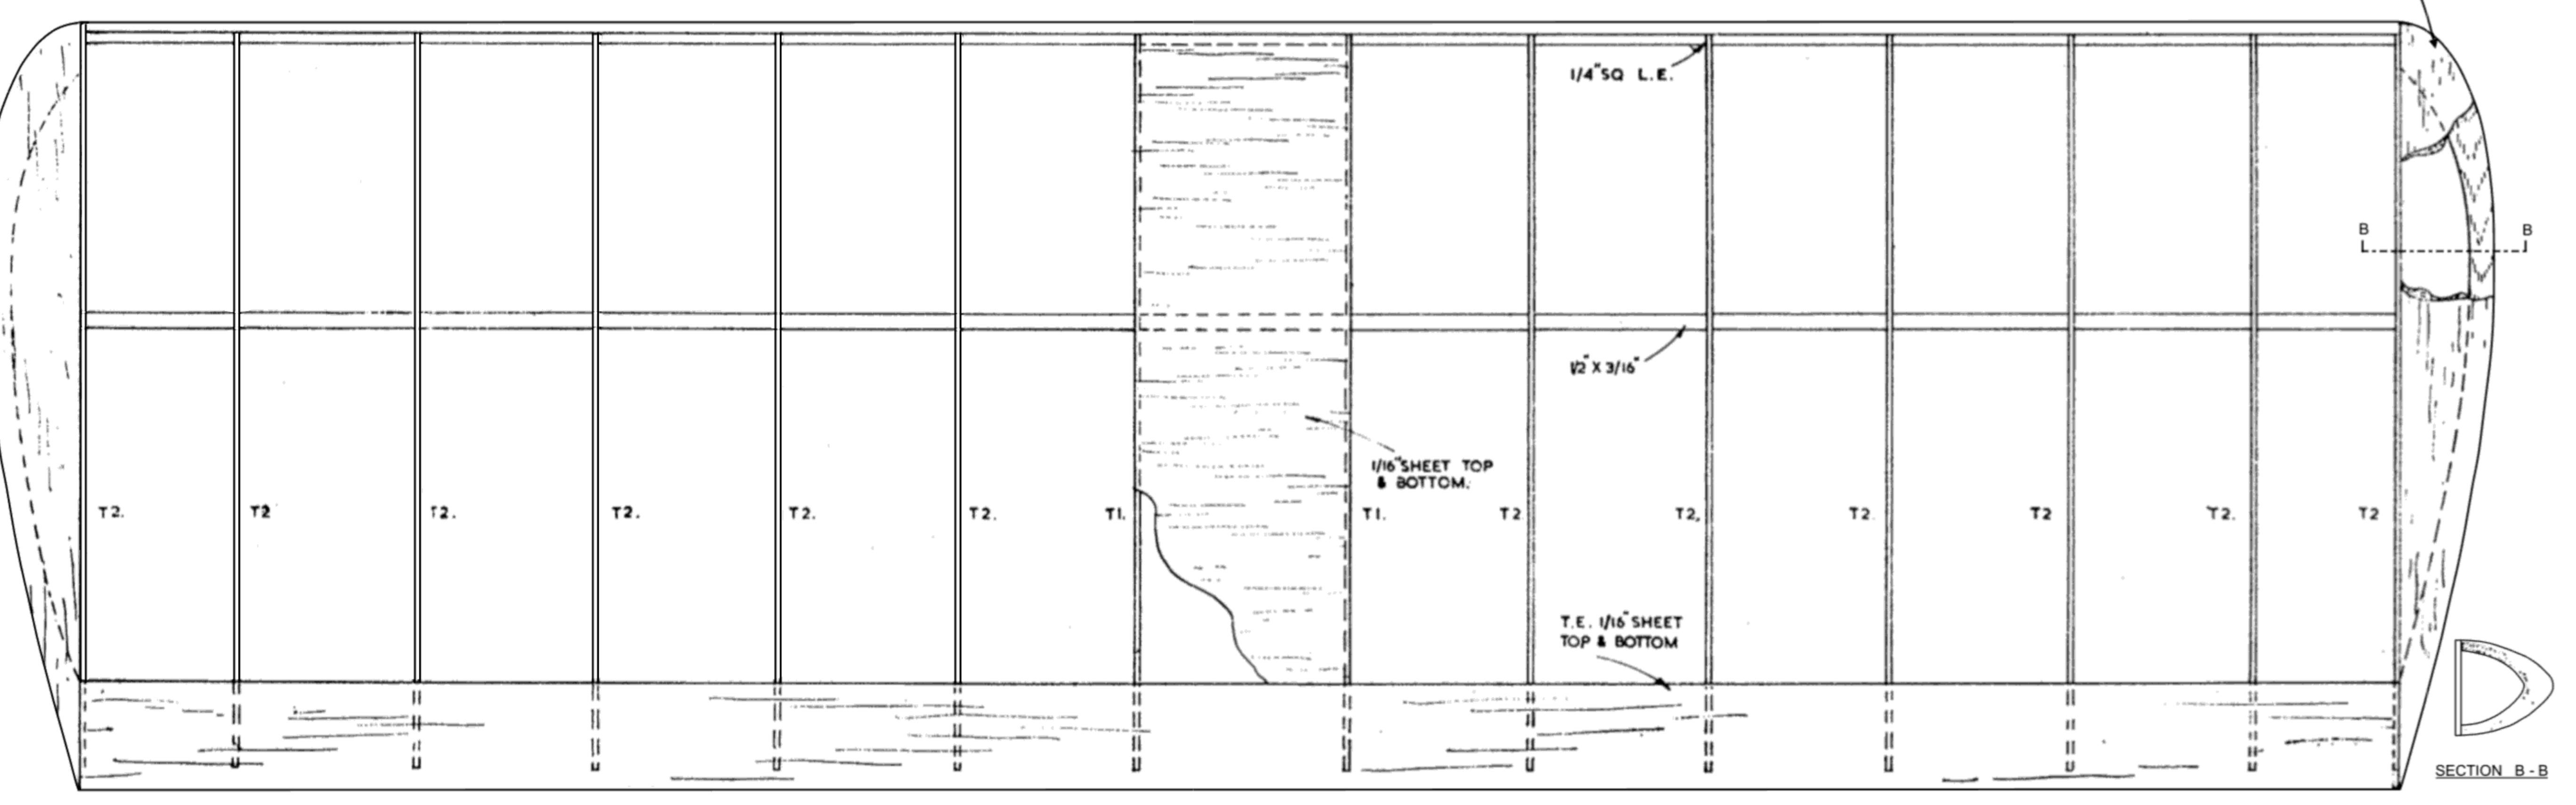 1/4" SQ L.E.
B B
1/2" X 3/16"
1/16" SHEET TOP
& BOTTOM.
T2. T2 T2. T2. T2. T2. T1. T1. T2 T2, T2. T2 T2. T2
T.E. 1/16" SHEET
TOP & BOTTOM
SECTION B - B